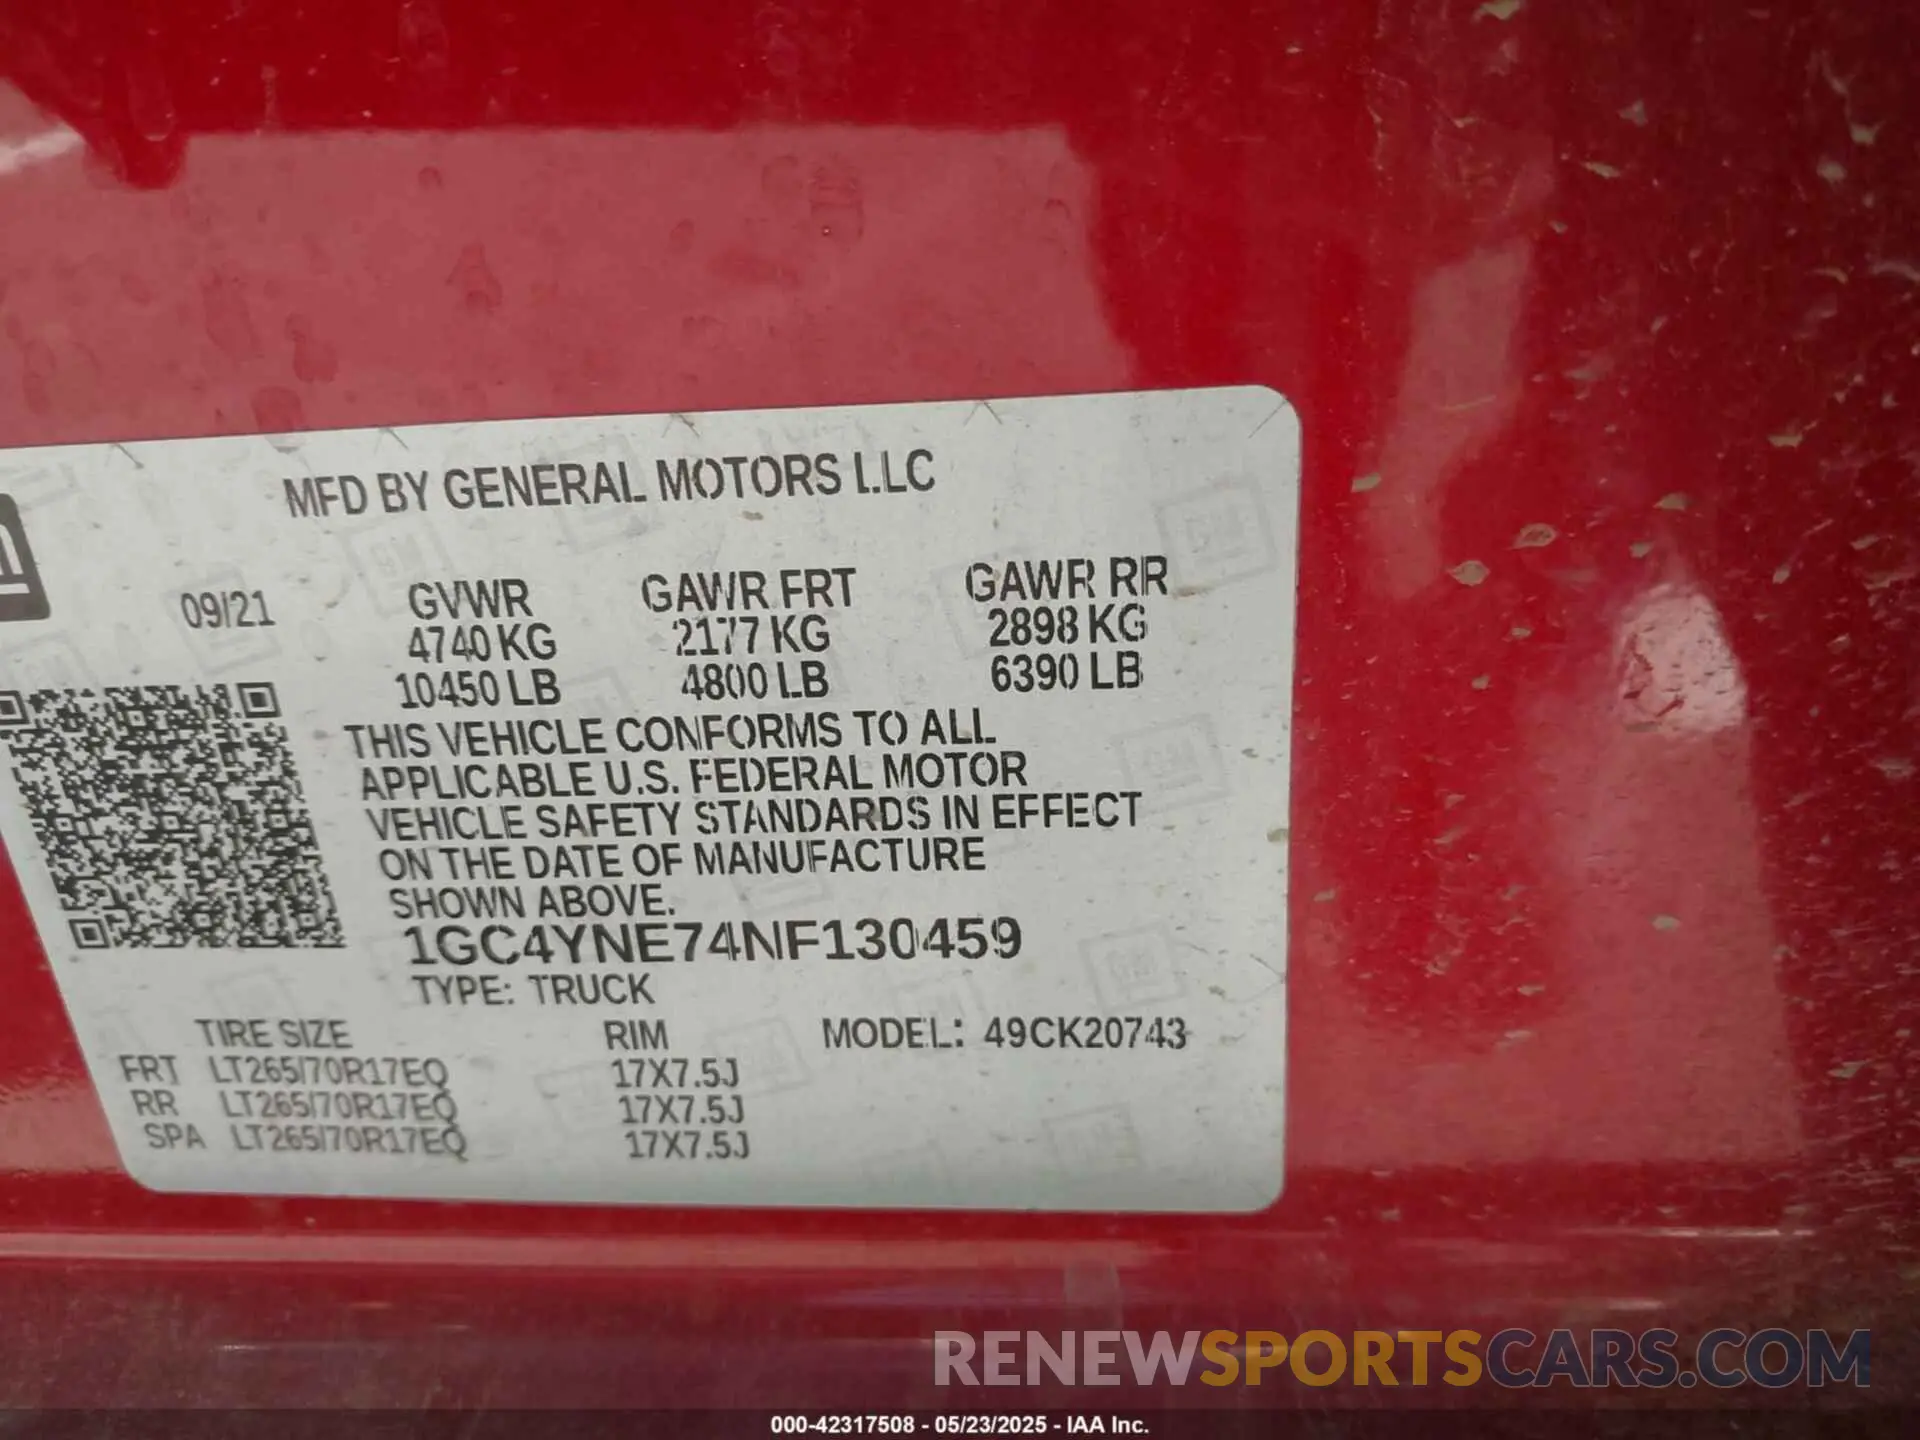 MFD BY GENERAL MOTORS LLC
09/21 GVWR GAWR FRT GAWR RR
4740 KG 2177 KG 2898 KG
10450 LB 4800 LB 6390 LB
THIS VEHICLE CONFORMS TO ALL
APPLICABLE U.S. FEDERAL MOTOR
VEHICLE SAFETY STANDARDS IN EFFECT
ON THE DATE OF MANUFACTURE
SHOWN ABOVE.
1GC4YNE74NF130459
TYPE: TRUCK
TIRE SIZE RIM MODEL: 49CK20743
FRT LT265/70R17EQ 17X7.5J
RR LT265/70R17EQ 17X7.5J
SPA LT265/70R17EQ 17X7.5J
RENEWSPORTSCARS.COM
000-42317508 - 05/23/2025 - IAA Inc.